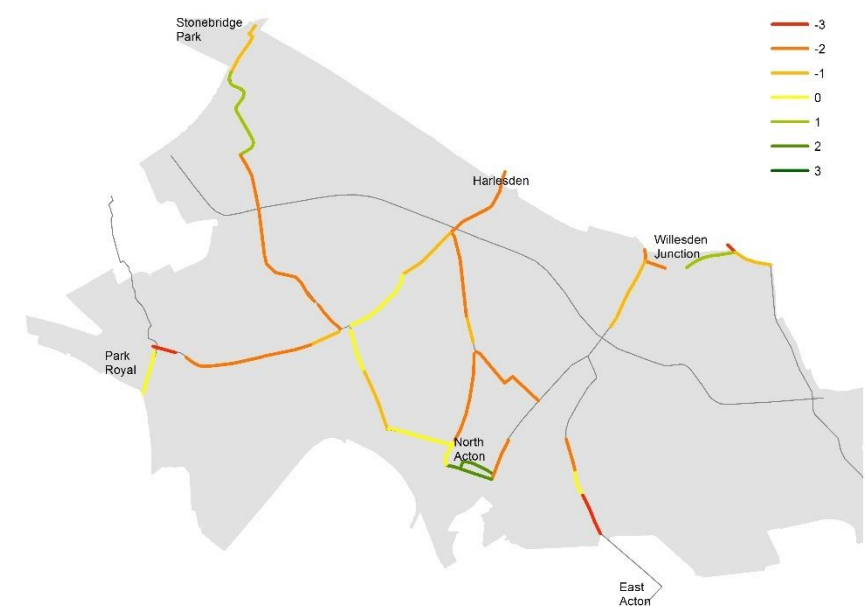 Stonebridge
Park
-3
-2
-1
0
1
2
3
Harlesden
Willesden
Junction
Park
Royal
North
Acton
East
Acton